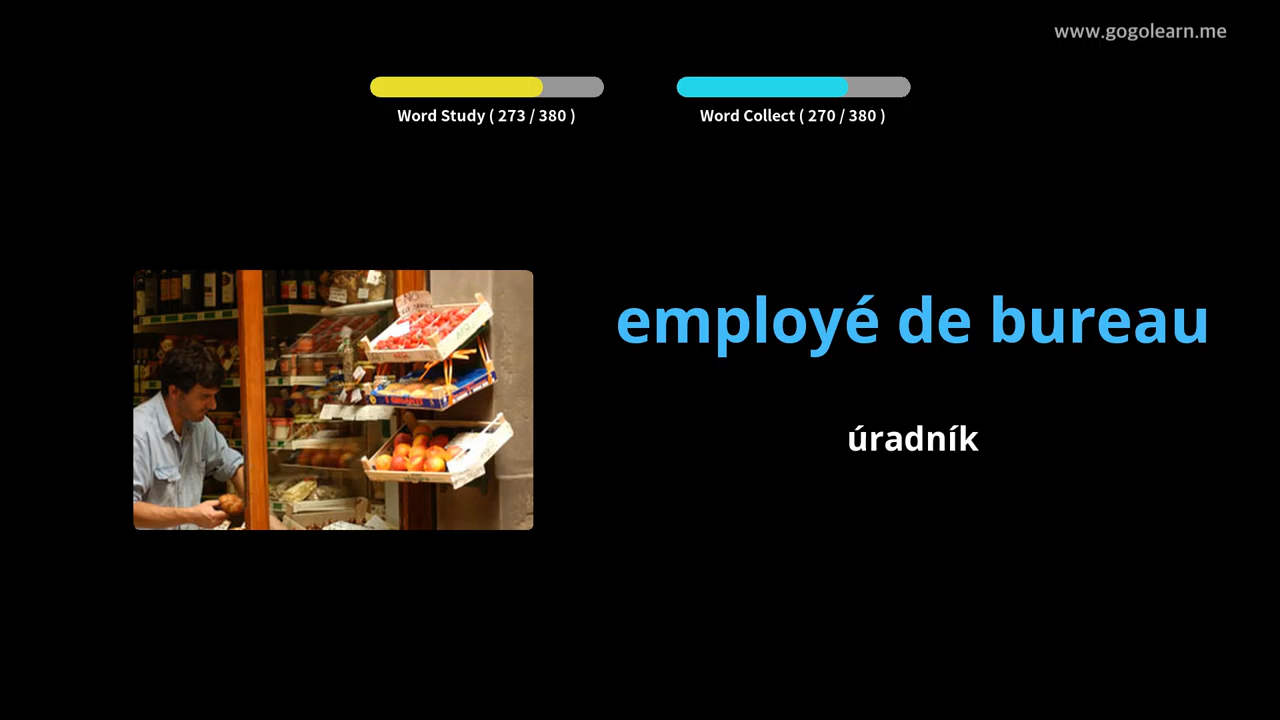 www.gogolearn.me
Word Study ( 273 / 380 )
Word Collect ( 270 / 380 )
employé de bureau
úradník